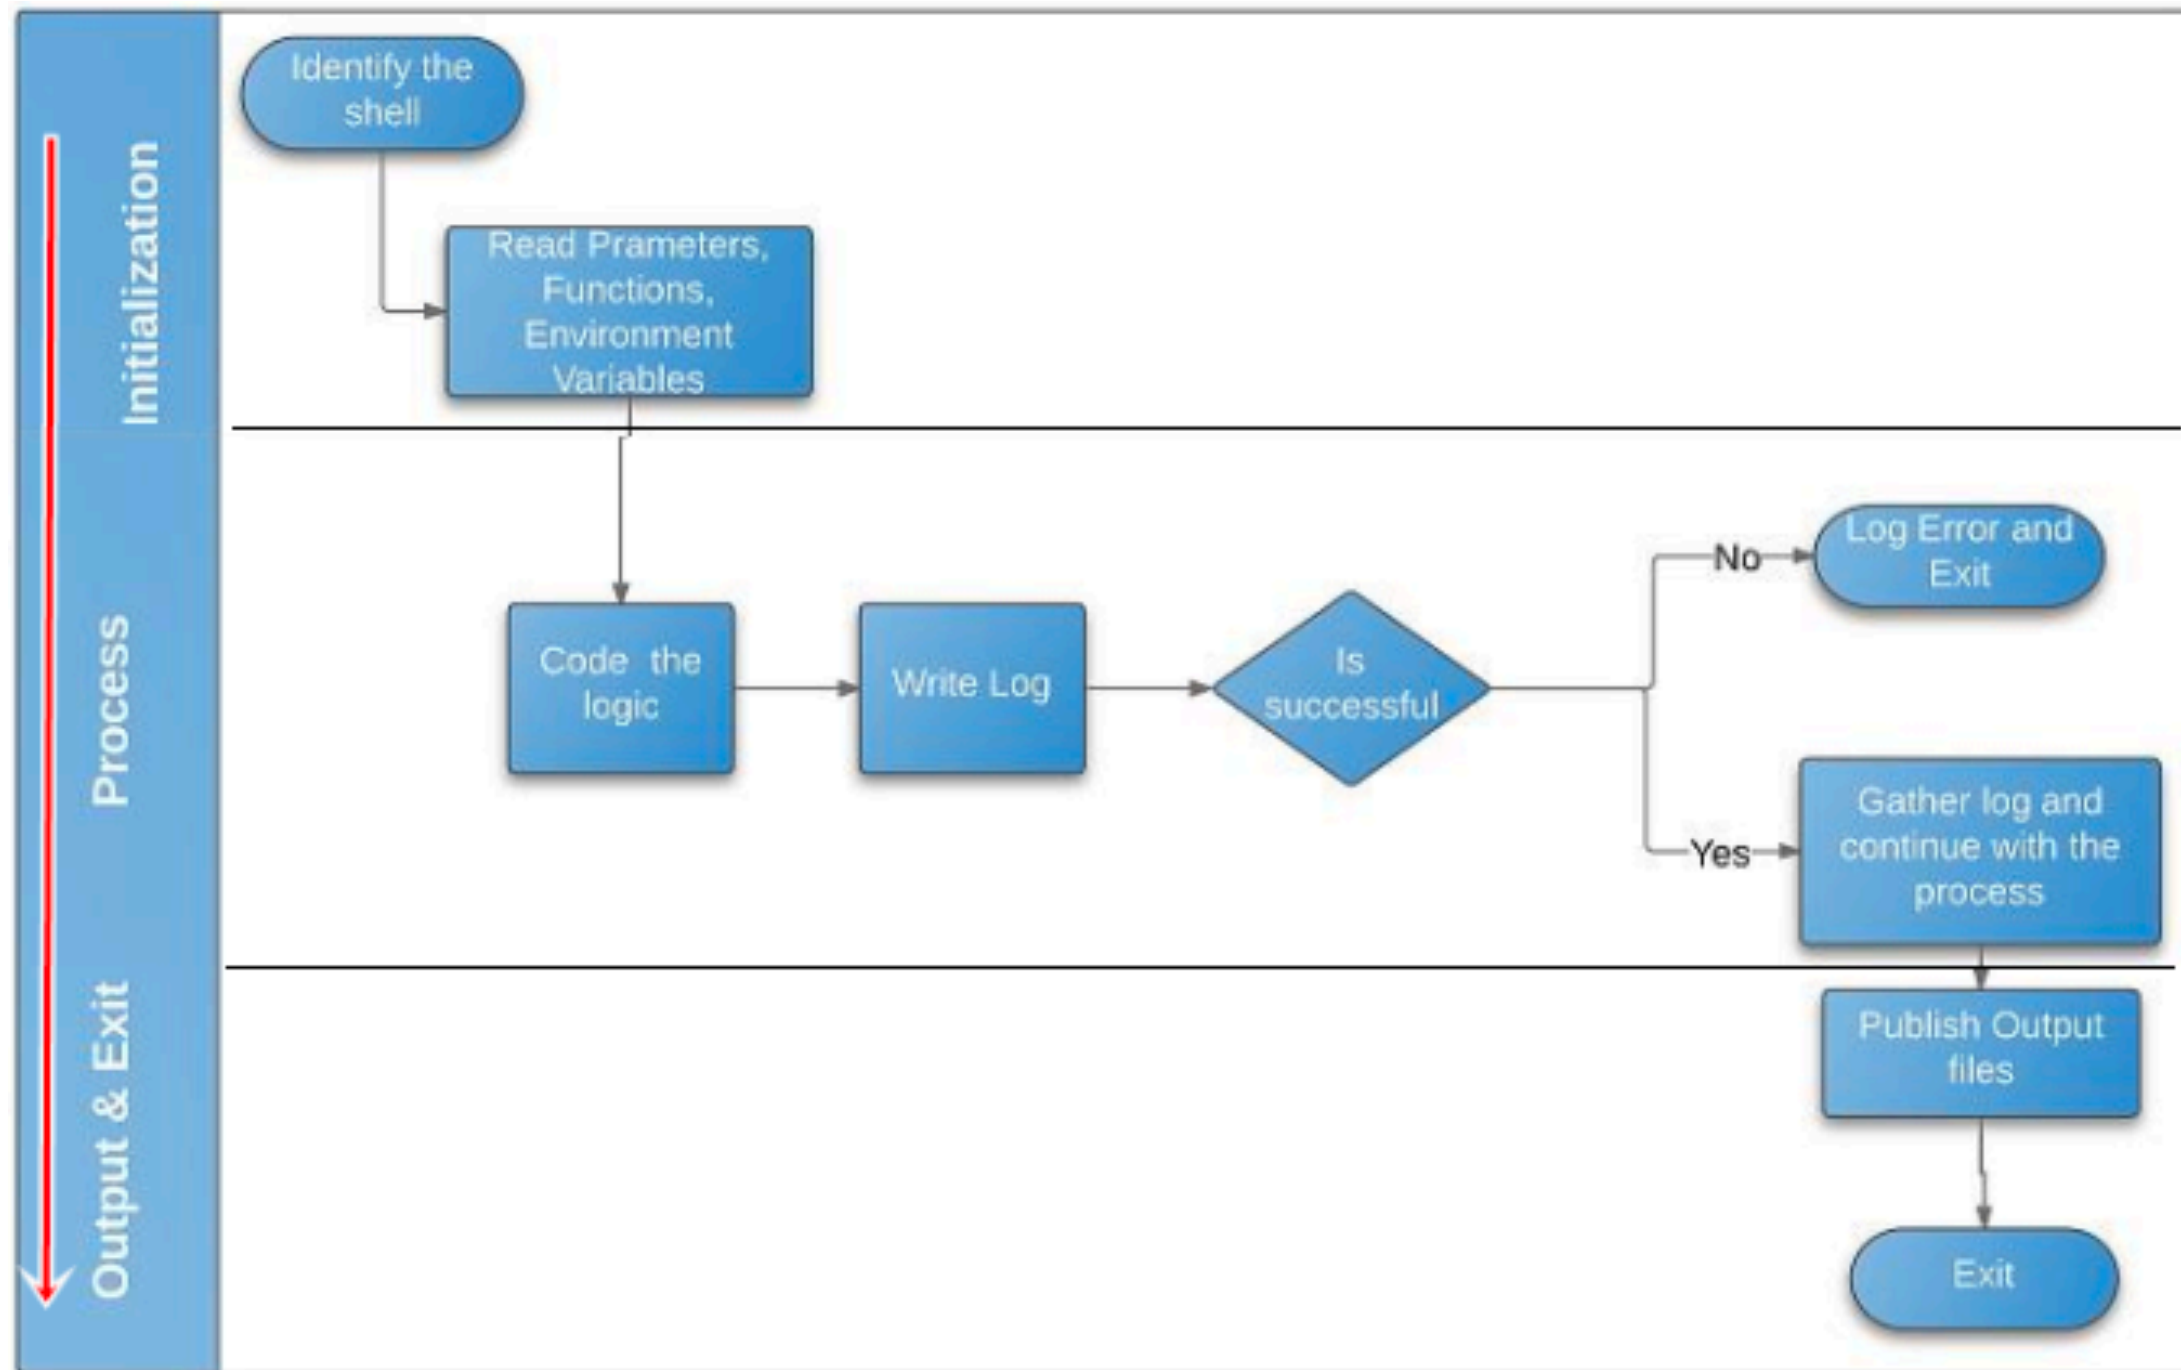 Initialization
Identify the
shell
Read Prameters,
Functions,
Environment
Variables
Process
Code  the
logic
Write Log
Is
successful
No
Log Error and
Exit
Yes
Gather log and
continue with the
process
Output & Exit
Publish Output
files
Exit